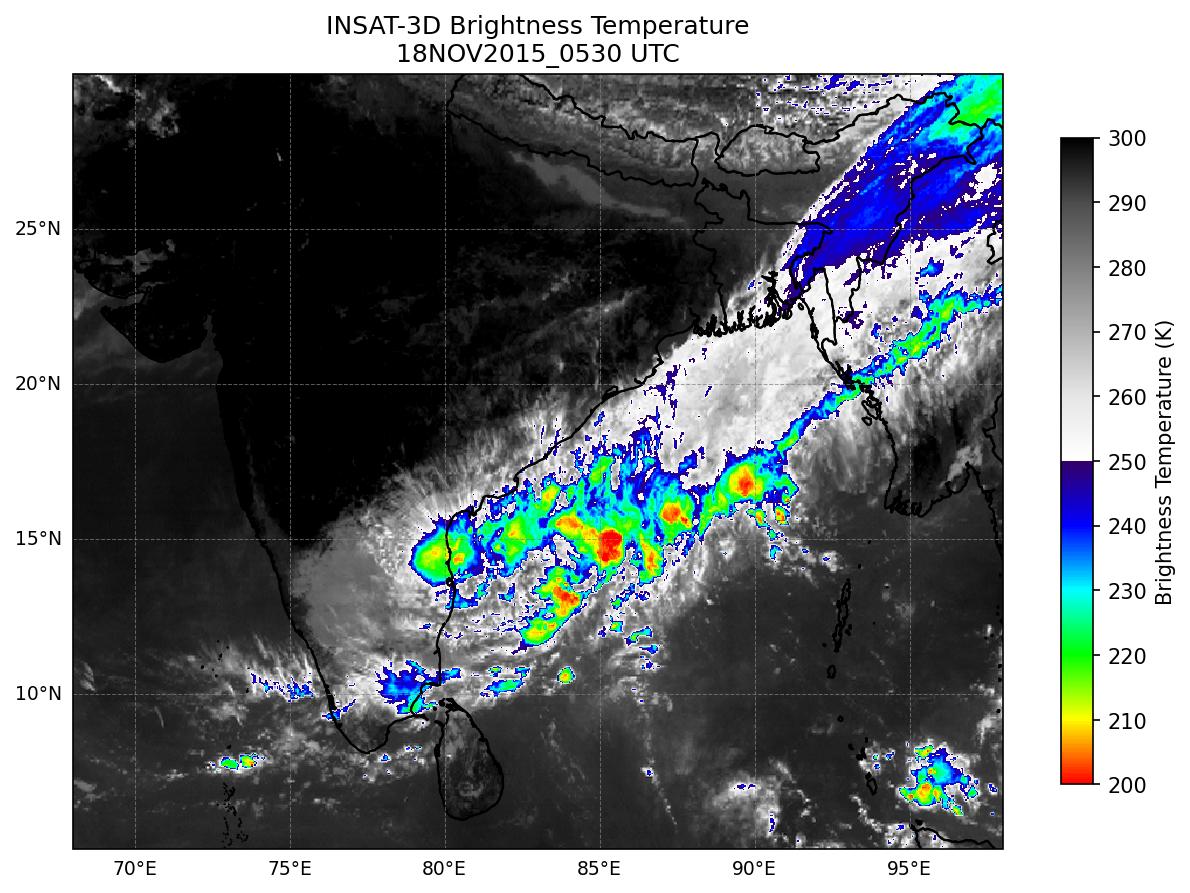 INSAT-3D Brightness Temperature
18NOV2015_0530 UTC
25°N
20°N
15°N
10°N
70°E
75°E
80°E
85°E
90°E
95°E
300
290
280
270
260
250
240
230
220
210
200
Brightness Temperature (K)